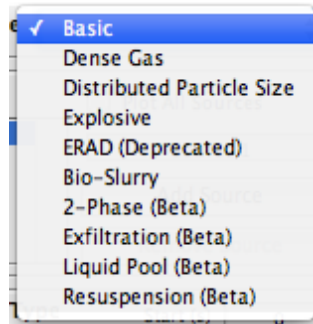 ✓ Basic
Dense Gas
Distributed Particle Size
Explosive
ERAD (Deprecated)
Bio-Slurry
2-Phase (Beta)
Exfiltration (Beta)
Liquid Pool (Beta)
Resuspension (Beta)